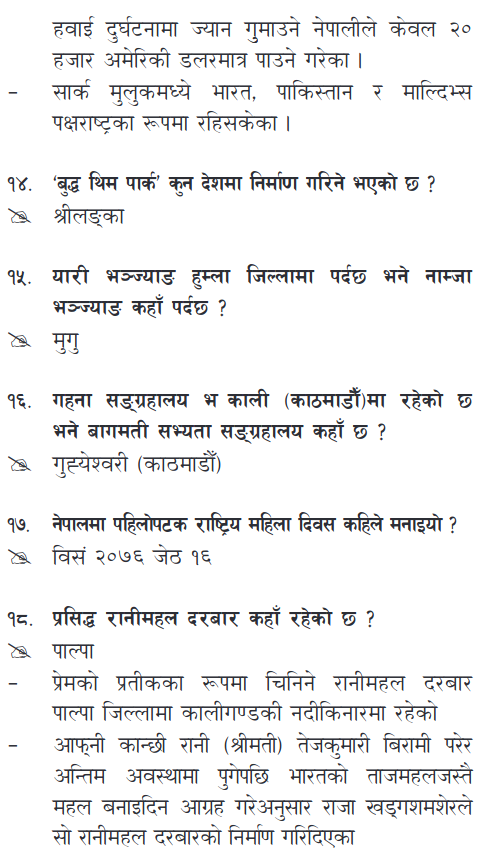 हवाई दुर्घटनामा ज्यान गुमाउने नेपालीले केवल २०
हजार अमेरिकी डलरमात्र पाउने गरेका ।
– सार्क मुलुकमध्ये भारत, पाकिस्तान र माल्दिभ्स
पक्षराष्ट्रका रूपमा रहिसकेका ।
१४. ‘बुद्ध थिम पार्क’ कुन देशमा निर्माण गरिने भएको छ ?
श्रीलङ्का
१५. यारी भञ्ज्याङ हुम्ला जिल्लामा पर्दछ भने नाम्जा
भञ्ज्याङ कहाँ पर्दछ ?
मुगु
१६. गहना सङ्ग्रहालय भ काली (काठमाडौँ)मा रहेको छ
भने बागमती सभ्यता सङ्ग्रहालय कहाँ छ ?
गुह्येश्वरी (काठमाडौँ)
१७. नेपालमा पहिलोपटक राष्ट्रिय महिला दिवस कहिले मनाइयो ?
विसं २०७६ जेठ १६
१८. प्रसिद्ध रानीमहल दरबार कहाँ रहेको छ ?
पाल्पा
– प्रेमको प्रतीकका रूपमा चिनिने रानीमहल दरबार
पाल्पा जिल्लामा कालीगण्डकी नदीकिनारमा रहेको
– आफ्नी कान्छी रानी (श्रीमती) तेजकुमारी बिरामी परेर
अन्तिम अवस्थामा पुगेपछि भारतको ताजमहलजस्तै
महल बनाइदिन आग्रह गरेअनुसार राजा खड्गशमशेरले
सो रानीमहल दरबारको निर्माण गरिदिएका